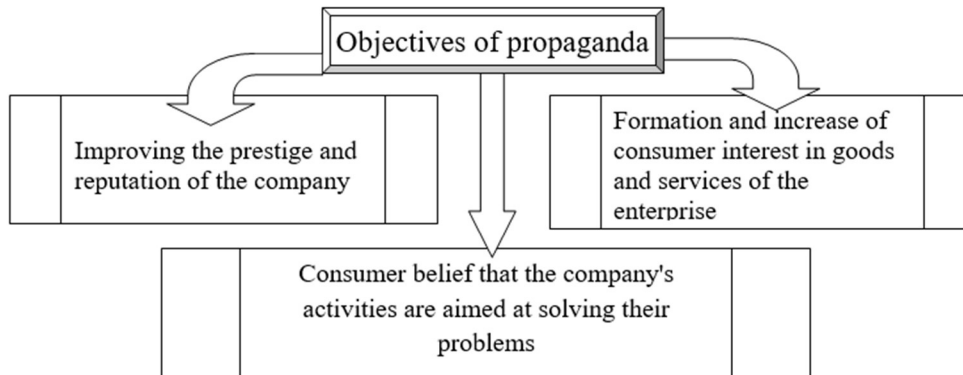 Objectives of propaganda
Improving the prestige and
reputation of the company
Formation and increase of
consumer interest in goods
and services of the
enterprise
Consumer belief that the company's
activities are aimed at solving their
problems